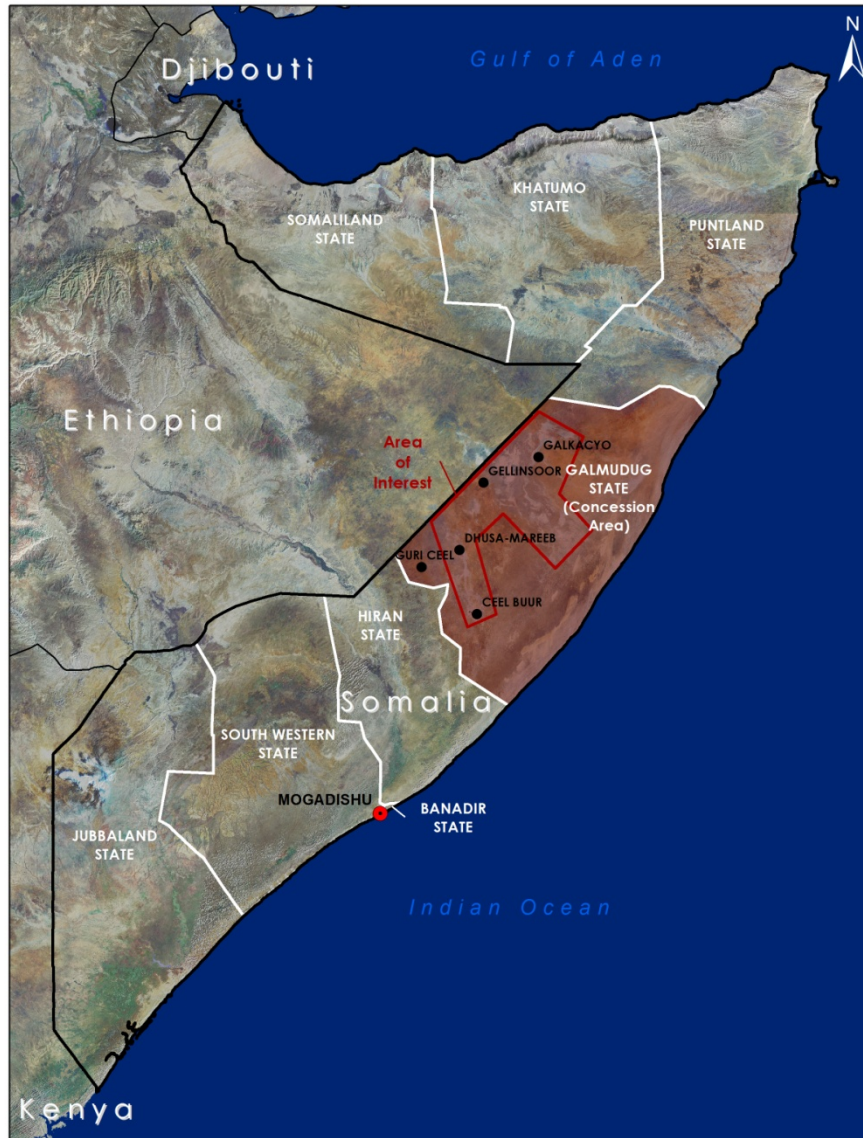 N
Gulf of Aden
Djibouti
KHATUMO
STATE
SOMALILAND
STATE
PUNTLAND
STATE
Ethiopia
Area
of
Interest
GALKACYO
GELLINSOOR
GALMUDUG
STATE
(Concession
Area)
DHUSA-MAREEB
GURI CEEL
CEEL BUUR
HIRAN
STATE
Somalia
SOUTH WESTERN
STATE
MOGADISHU
BANADIR
STATE
JUBBALAND
STATE
Indian Ocean
Kenya